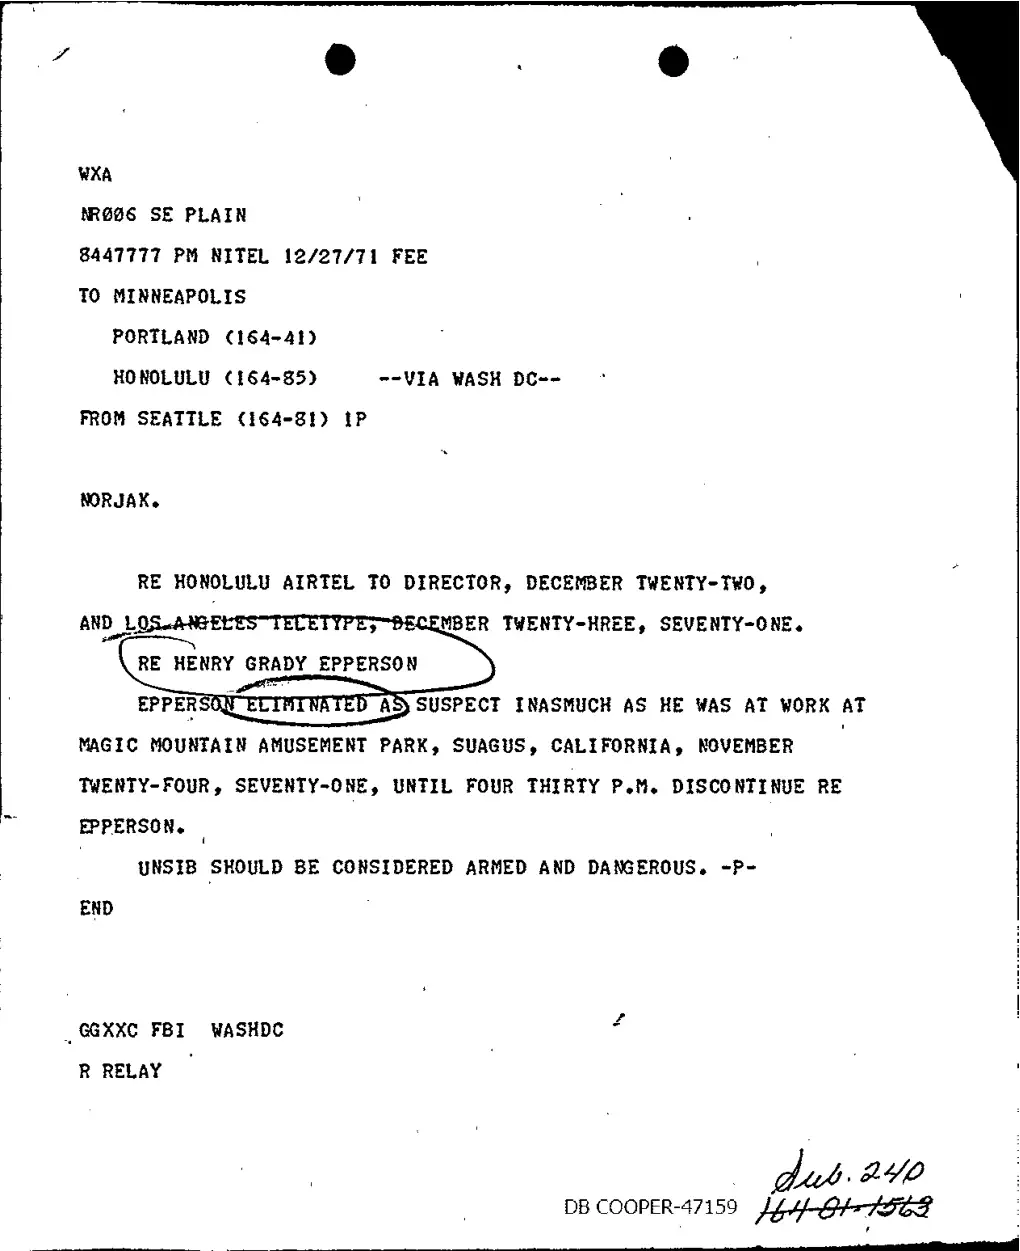 WXA
NR006 SE PLAIN
8447777 PM NITEL 12/27/71 FEE
TO MINNEAPOLIS
PORTLAND (164-41)
HONOLULU (164-85) --VIA WASH DC--
FROM SEATTLE (164-81) 1P
NORJAK.
RE HONOLULU AIRTEL TO DIRECTOR, DECEMBER TWENTY-TWO,
AND LOS ANGELES TELETYPE, DECEMBER TWENTY-HREE, SEVENTY-ONE.
RE HENRY GRADY EPPERSON
EPPERSON ELIMINATED AS SUSPECT INASMUCH AS HE WAS AT WORK AT
MAGIC MOUNTAIN AMUSEMENT PARK, SUAGUS, CALIFORNIA, NOVEMBER
TWENTY-FOUR, SEVENTY-ONE, UNTIL FOUR THIRTY P.M. DISCONTINUE RE
EPPERSON.
UNSIB SHOULD BE CONSIDERED ARMED AND DANGEROUS. -P-
END
GGXXC FBI WASHDC
R RELAY
Sub. 240
DB COOPER-47159 164-81-1563